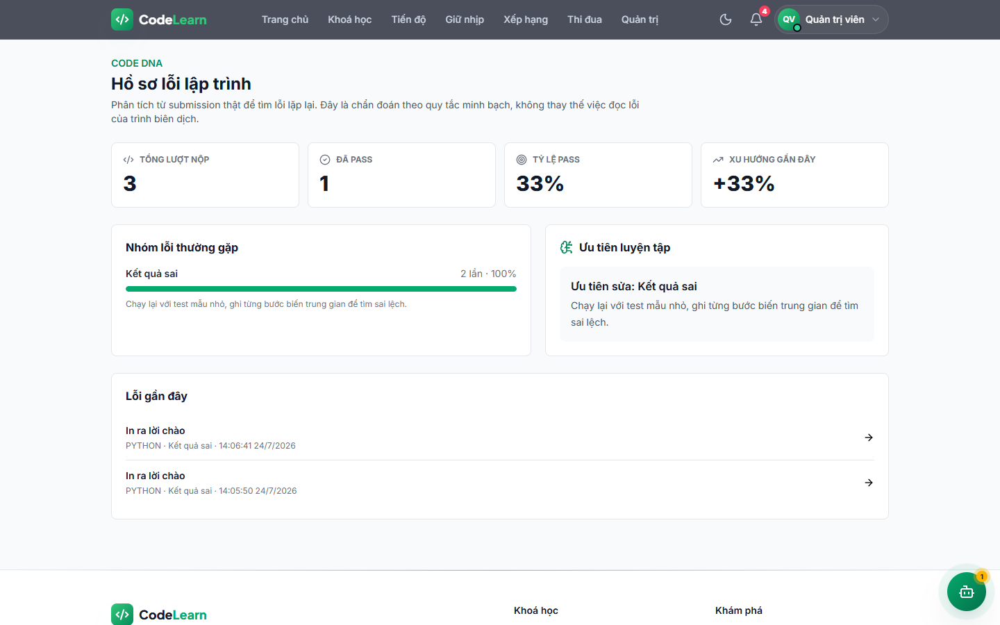 CodeLearn
Trang chủ
Khoá học
Tiến độ
Giữ nhịp
Xếp hạng
Thi đua
Quản trị
4
QV
Quản trị viên
CODE DNA
Hồ sơ lỗi lập trình
Phân tích từ submission thật để tìm lỗi lặp lại. Đây là chẩn đoán theo quy tắc minh bạch, không thay thế việc đọc lỗi
của trình biên dịch.
TỔNG LƯỢT NỘP
3
ĐÃ PASS
1
TỶ LỆ PASS
33%
XU HƯỚNG GẦN ĐÂY
+33%
Nhóm lỗi thường gặp
Kết quả sai
2 lần · 100%
Chạy lại với test mẫu nhỏ, ghi từng bước biến trung gian để tìm sai lệch.
Ưu tiên luyện tập
Ưu tiên sửa: Kết quả sai
Chạy lại với test mẫu nhỏ, ghi từng bước biến trung gian để tìm
sai lệch.
Lỗi gần đây
In ra lời chào
PYTHON · Kết quả sai · 14:06:41 24/7/2026
In ra lời chào
PYTHON · Kết quả sai · 14:05:50 24/7/2026
1
CodeLearn
Khoá học
Khám phá